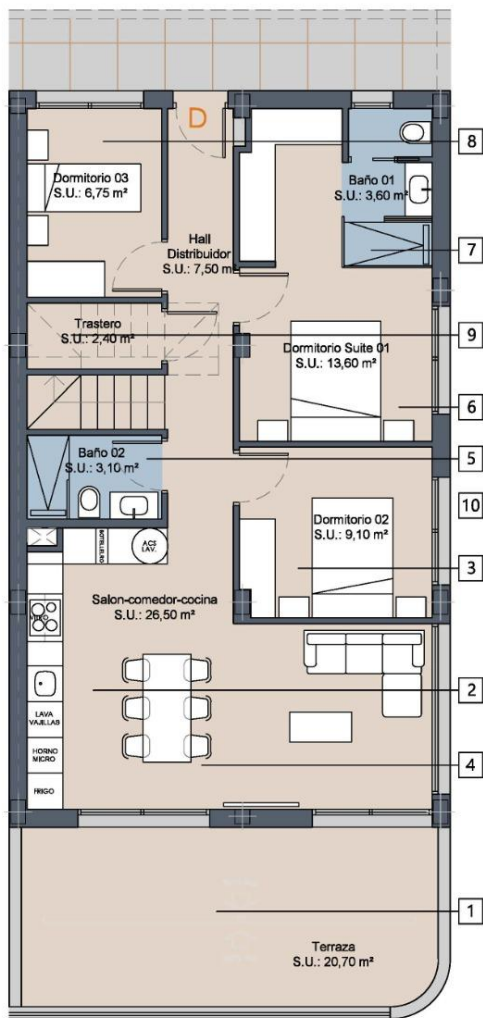 D
8
Dormitorio 03
S.U.: 6,75 m²
Baño 01
S.U.: 3,60 m²
Hall
Distribuidor
S.U.: 7,50 m²
7
Trastero
S.U.: 2,40 m²
9
Dormitorio Suite 01
S.U.: 13,60 m²
6
Baño 02
S.U.: 3,10 m²
5
10
Dormitorio 02
S.U.: 9,10 m²
BOTELLERO
ACS
LAV.
3
Salon-comedor-cocina
S.U.: 26,50 m²
2
LAVA
VAJILLAS
HORNO
MICRO
4
FRIGO
1
Terraza
S.U.: 20,70 m²